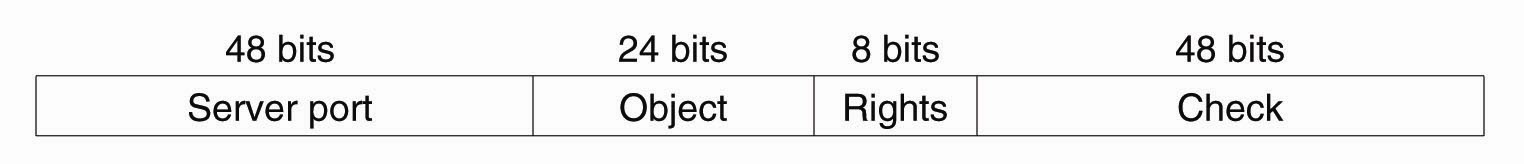 48 bits 24 bits 8 bits 48 bits
Server port Object Rights Check